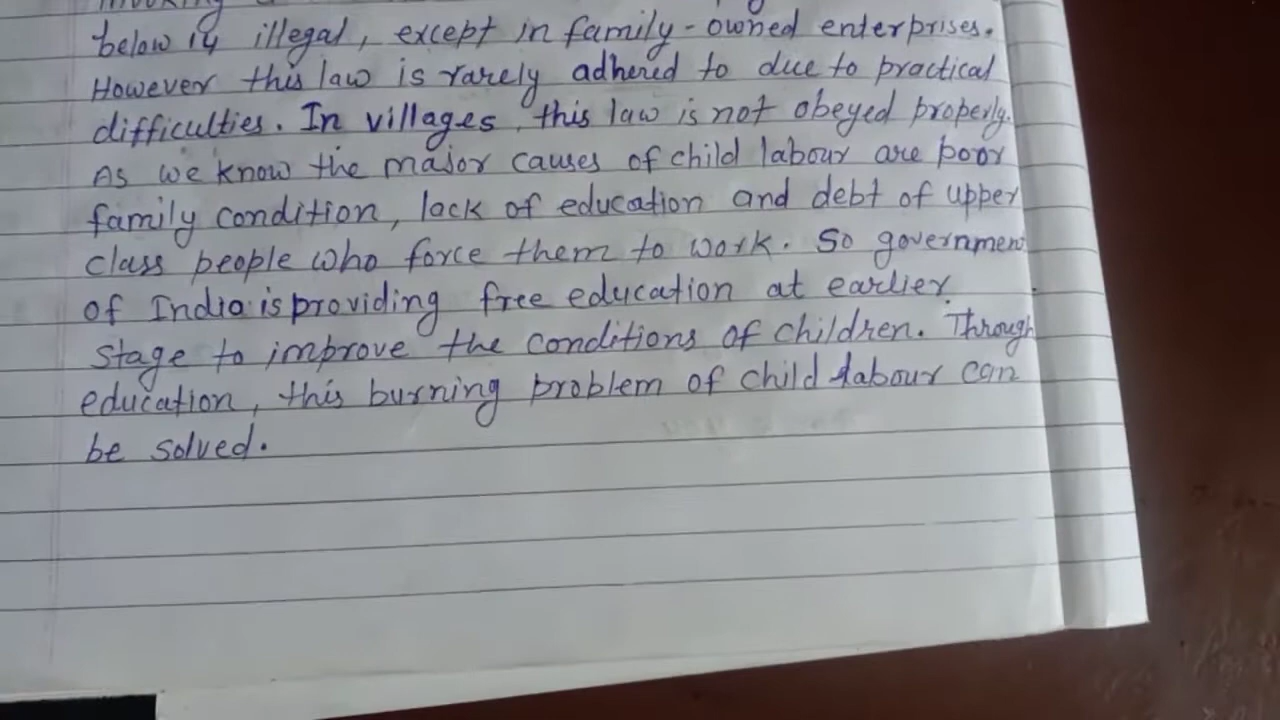 below 14 illegal, except in family-owned enterprises.
However this law is rarely adhered to due to practical
difficulties. In villages, this law is not obeyed properly.
As we know the major causes of child labour are poor
family condition, lack of education and debt of upper
class people who force them to work. So governmen
of India is providing free education at earlier
stage to improve the conditions of children. Through
education, this burning problem of child labour can
be solved.